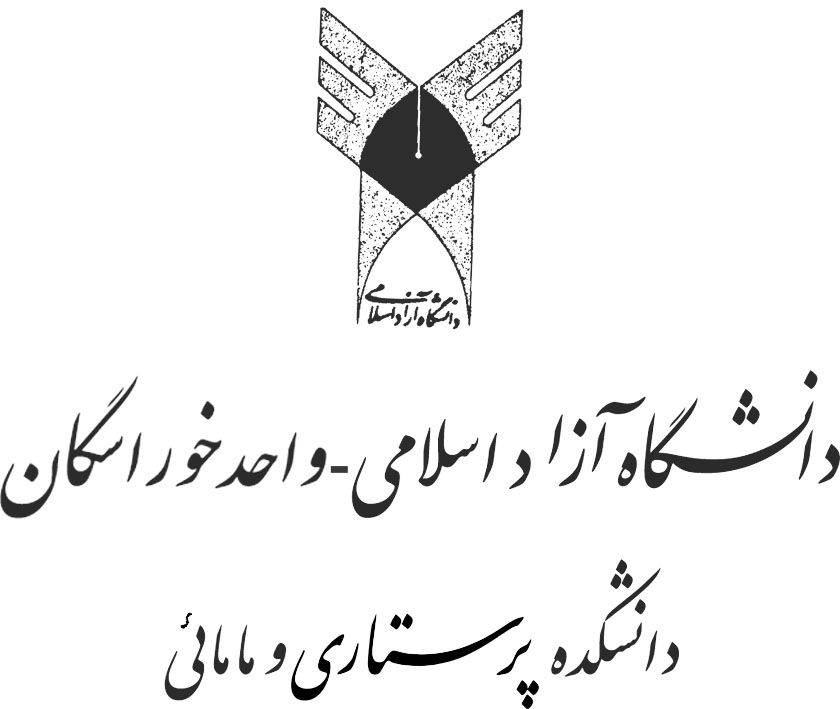 دانشگاه آزاد اسلامی
دانشگاه آزاد اسلامی-واحد خوراسگان
دانشکده پرستاری و مامائی